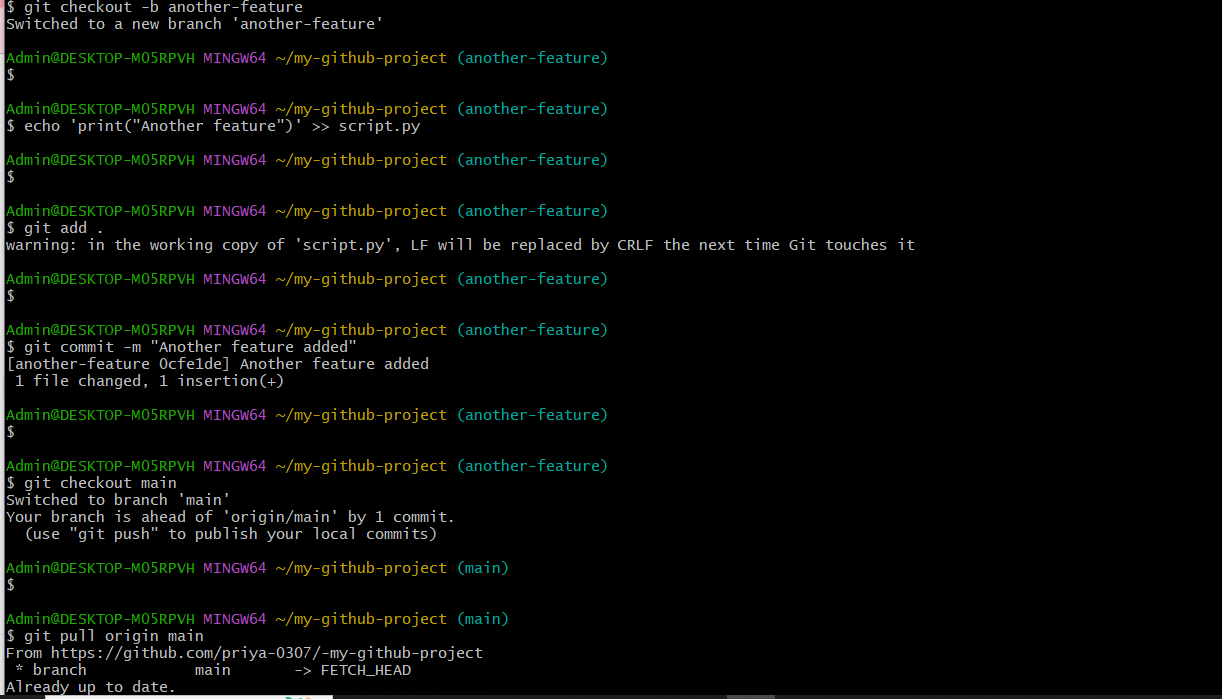 $ git checkout -b another-feature
Switched to a new branch 'another-feature'
Admin@DESKTOP-MO5RPVH MINGW64 ~/my-github-project (another-feature)
$
Admin@DESKTOP-MO5RPVH MINGW64 ~/my-github-project (another-feature)
$ echo 'print("Another feature")' >> script.py
Admin@DESKTOP-MO5RPVH MINGW64 ~/my-github-project (another-feature)
$
Admin@DESKTOP-MO5RPVH MINGW64 ~/my-github-project (another-feature)
$ git add .
warning: in the working copy of 'script.py', LF will be replaced by CRLF the next time Git touches it
Admin@DESKTOP-MO5RPVH MINGW64 ~/my-github-project (another-feature)
$
Admin@DESKTOP-MO5RPVH MINGW64 ~/my-github-project (another-feature)
$ git commit -m "Another feature added"
[another-feature 0cfe1de] Another feature added
 1 file changed, 1 insertion(+)
Admin@DESKTOP-MO5RPVH MINGW64 ~/my-github-project (another-feature)
$
Admin@DESKTOP-MO5RPVH MINGW64 ~/my-github-project (another-feature)
$ git checkout main
Switched to branch 'main'
Your branch is ahead of 'origin/main' by 1 commit.
  (use "git push" to publish your local commits)
Admin@DESKTOP-MO5RPVH MINGW64 ~/my-github-project (main)
$
Admin@DESKTOP-MO5RPVH MINGW64 ~/my-github-project (main)
$ git pull origin main
From https://github.com/priya-0307/-my-github-project
 * branch            main       -> FETCH_HEAD
Already up to date.